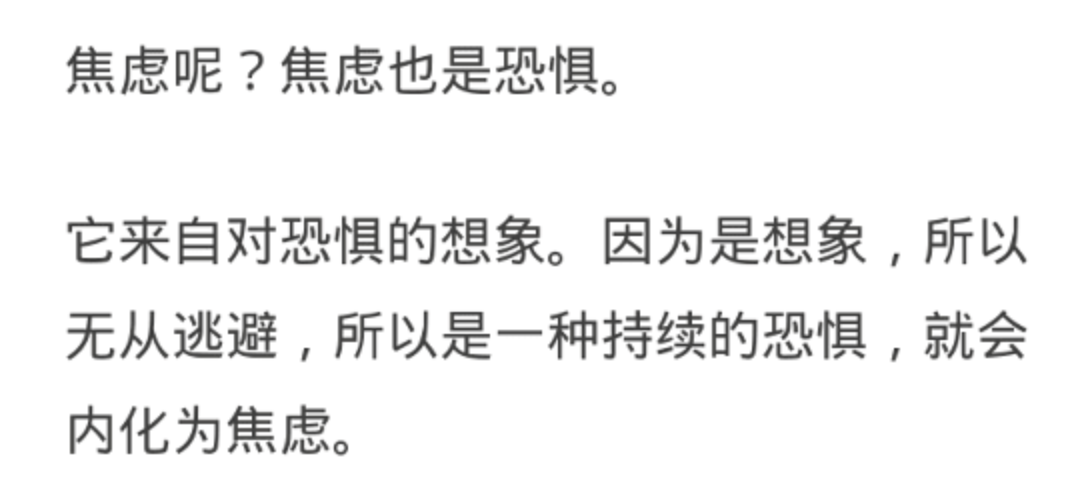 焦虑呢？焦虑也是恐惧。
它来自对恐惧的想象。因为是想象，所以
无从逃避，所以是一种持续的恐惧，就会
内化为焦虑。